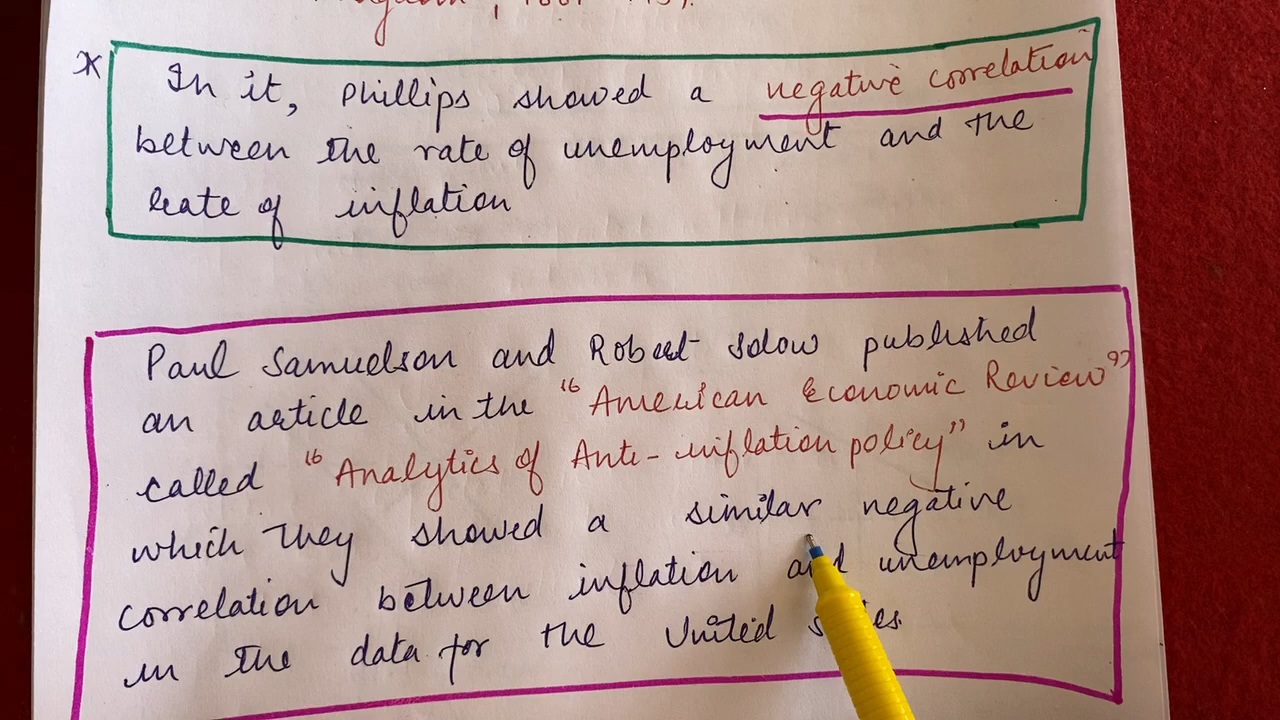 * In it, Phillips showed a negative correlation
between the rate of unemployment and the
rate of inflation
Paul Samuelson and Robert Solow published
an article in the "American Economic Review"
called "Analytics of Anti-inflation policy" in
which they showed a similar negative
correlation between inflation and unemployment
in the data for the United